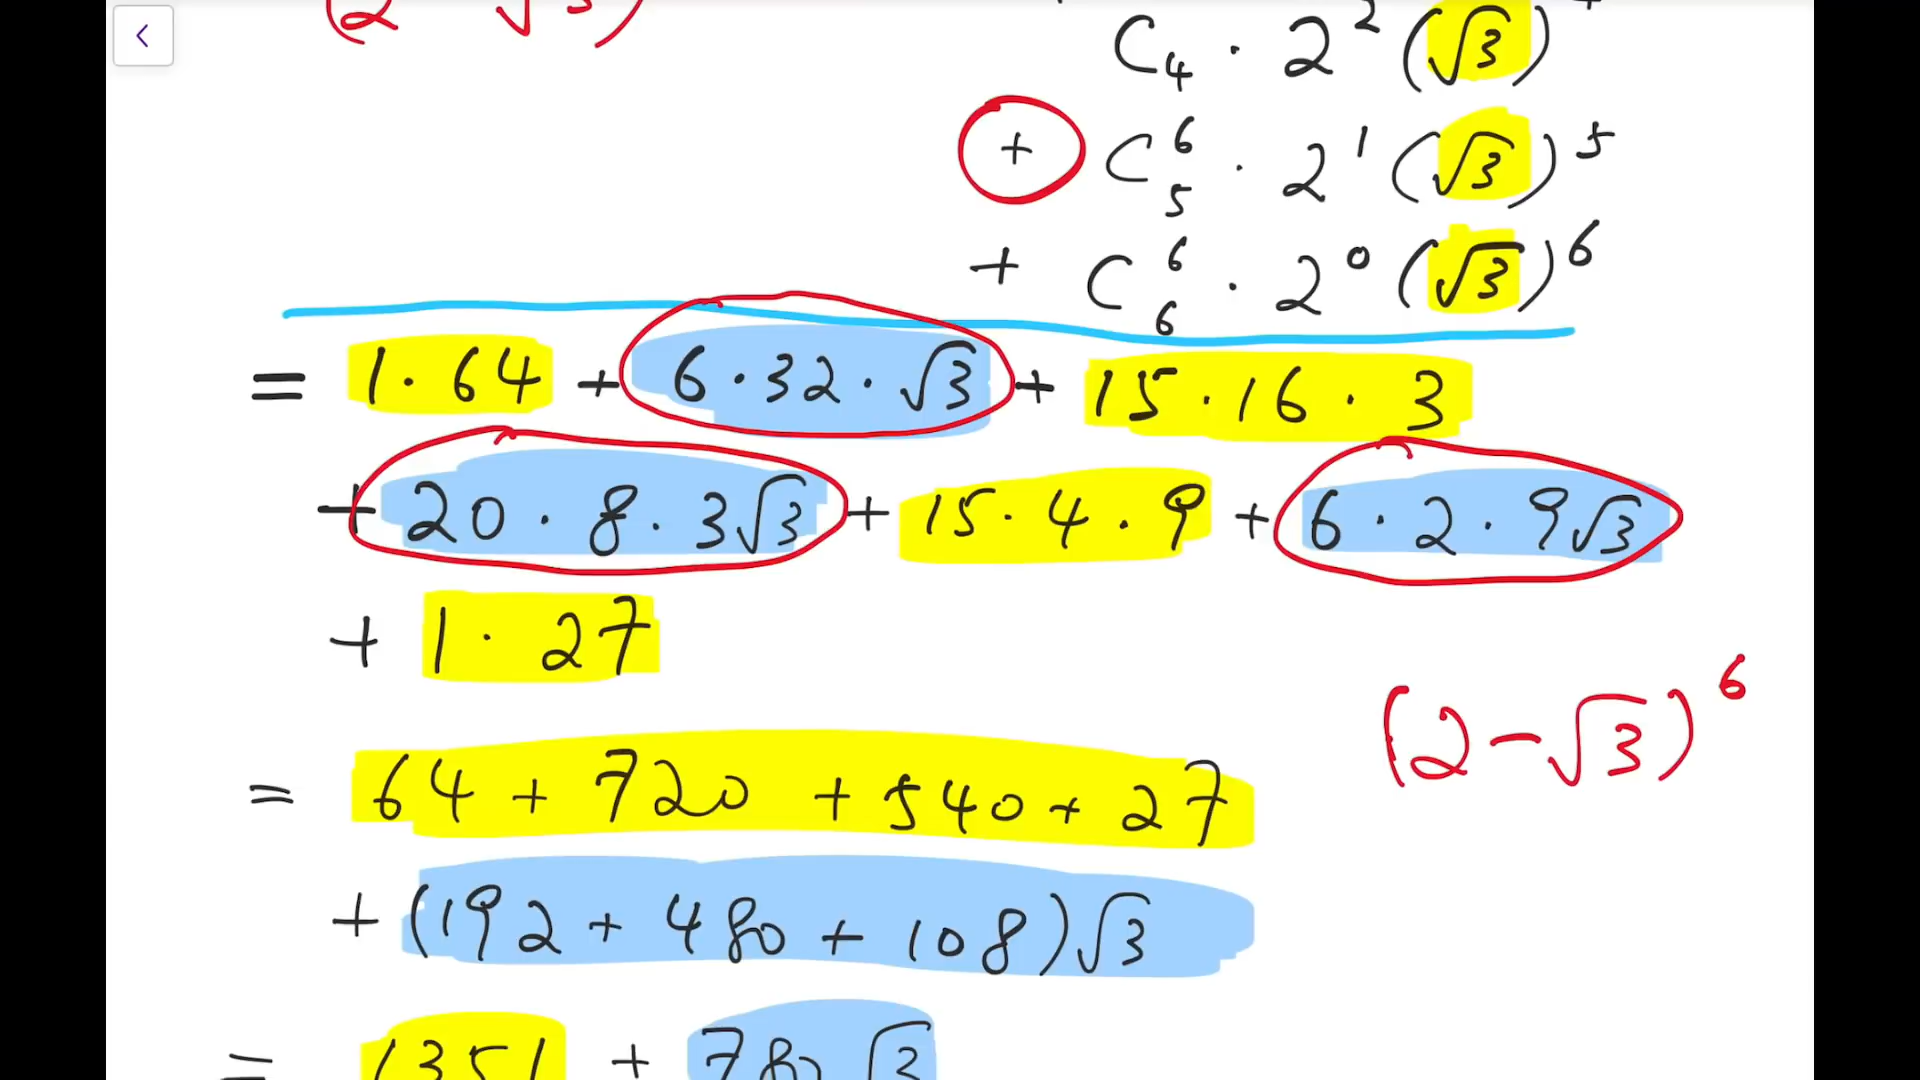 (2 √3)
C₄ · 2² (√3)
+ C⁶₅ · 2¹ (√3)⁵
+ C⁶₆ · 2⁰ (√3)⁶
= 1·64 + 6·32·√3 + 15·16·3
+ 20·8·3√3 + 15·4·9 + 6·2·9√3
+ 1·27
(2-√3)⁶
= 64 + 720 + 540 + 27
+ (192 + 480 + 108)√3
= 1351 + 780√3